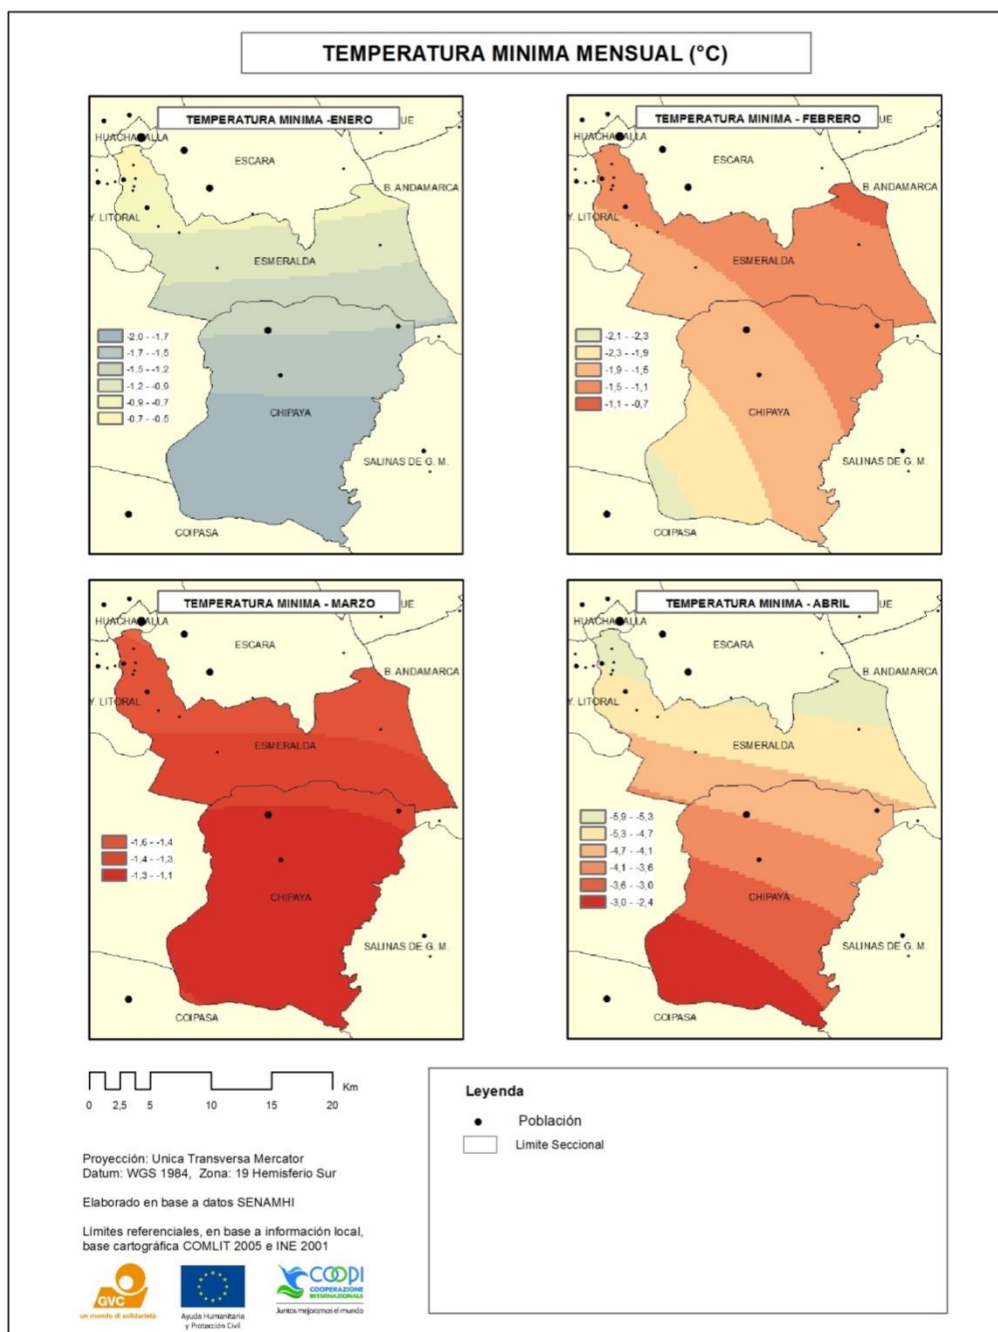 TEMPERATURA MINIMA MENSUAL (°C)
TEMPERATURA MINIMA -ENERO
UE
HUACHACALLA
ESCARA
B. ANDAMARCA
Y. LITORAL
ESMERALDA
-2,0 - -1,7
-1,7 - -1,5
-1,5 - -1,2
-1,2 - -0,9
-0,9 - -0,7
-0,7 - -0,5
CHIPAYA
SALINAS DE G. M.
COIPASA
TEMPERATURA MINIMA - FEBRERO
UE
HUACHACALLA
ESCARA
B. ANDAMARCA
Y. LITORAL
ESMERALDA
-2,1 - -2,3
-2,3 - -1,9
-1,9 - -1,5
-1,5 - -1,1
-1,1 - -0,7
CHIPAYA
SALINAS DE G. M.
COIPASA
TEMPERATURA MINIMA - MARZO
UE
HUACHACALLA
ESCARA
B. ANDAMARCA
Y. LITORAL
ESMERALDA
-1,6 - -1,4
-1,4 - -1,3
-1,3 - -1,1
CHIPAYA
SALINAS DE G. M.
COIPASA
TEMPERATURA MINIMA - ABRIL
UE
HUACHACALLA
ESCARA
B. ANDAMARCA
Y. LITORAL
ESMERALDA
-5,9 - -5,3
-5,3 - -4,7
-4,7 - -4,1
-4,1 - -3,6
-3,6 - -3,0
-3,0 - -2,4
CHIPAYA
SALINAS DE G. M.
COIPASA
Km
0 2,5 5 10 15 20
Leyenda
Población
Límite Seccional
Proyección: Unica Transversa Mercator
Datum: WGS 1984, Zona: 19 Hemisferio Sur
Elaborado en base a datos SENAMHI
Límites referenciales, en base a información local,
base cartográfica COMLIT 2005 e INE 2001
GVC
un mondo di solidarietà
Ayuda Humanitaria
y Protección Civil
COOPI
COOPERAZIONE
INTERNAZIONALE
Juntos mejoramos el mundo